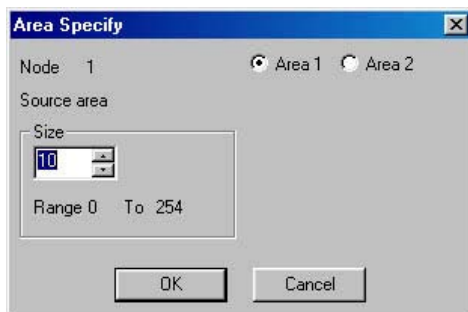 Area Specify
Node 1
Area 1 Area 2
Source area
Size
10
Range 0 To 254
OK Cancel